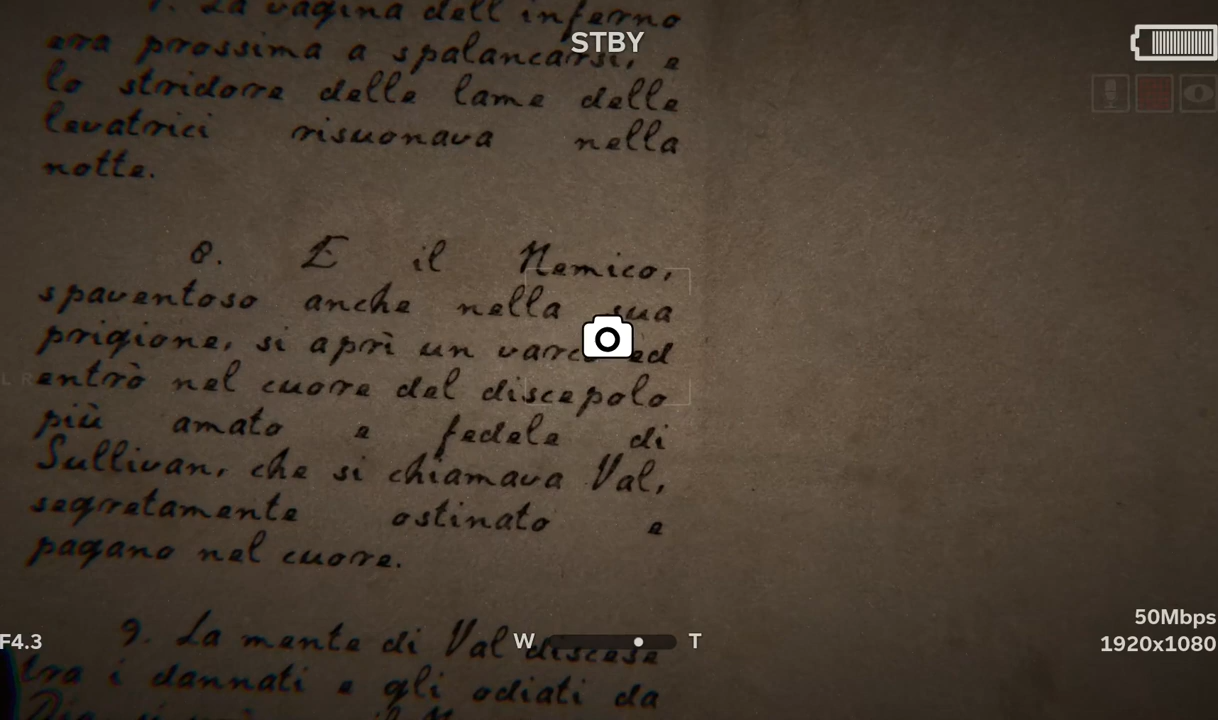 7. La vagina dell'inferno
era prossima a spalancarsi, e
lo stridore delle lame delle
levatrici risuonava nella
notte.
8. E il Nemico,
spaventoso anche nella sua
prigione, si aprì un varco ed
entrò nel cuore del discepolo
più amato e fedele di
Sullivan, che si chiamava Val,
segretamente ostinato e
pagano nel cuore.
9. La mente di Val discese
tra i dannati e gli odiati da
STBY
F4.3
W T
50Mbps
1920x1080